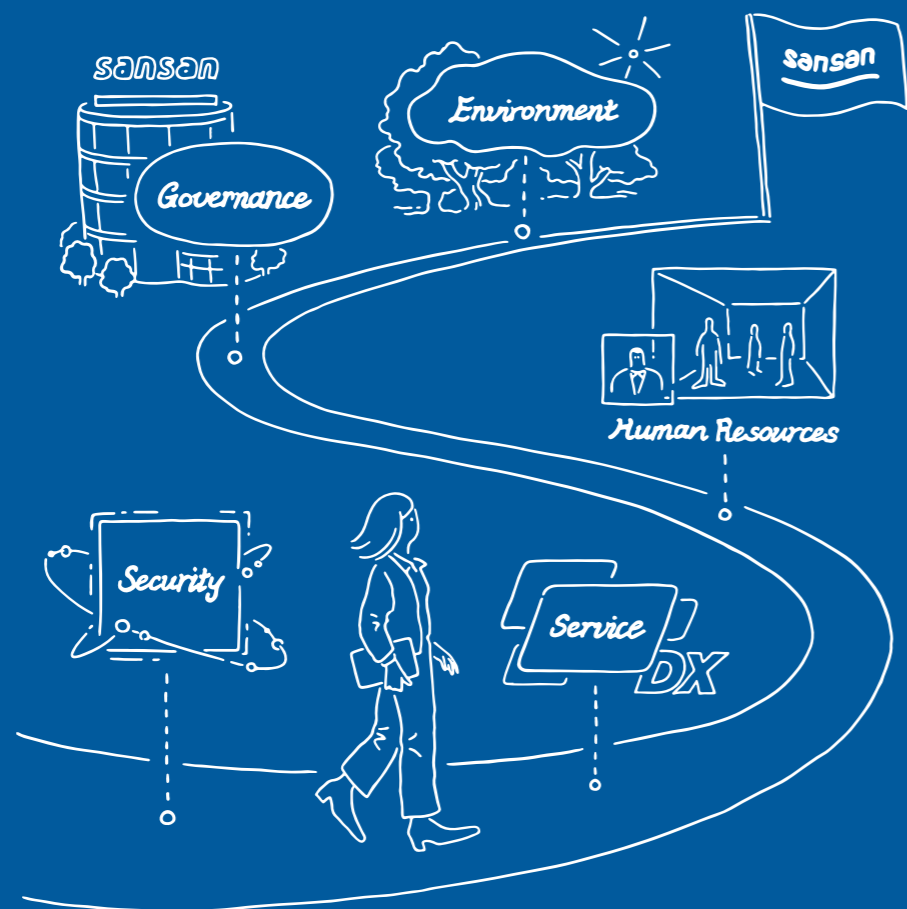 sansan
Environment
sansan
Governance
Human Resources
Security
Service
DX